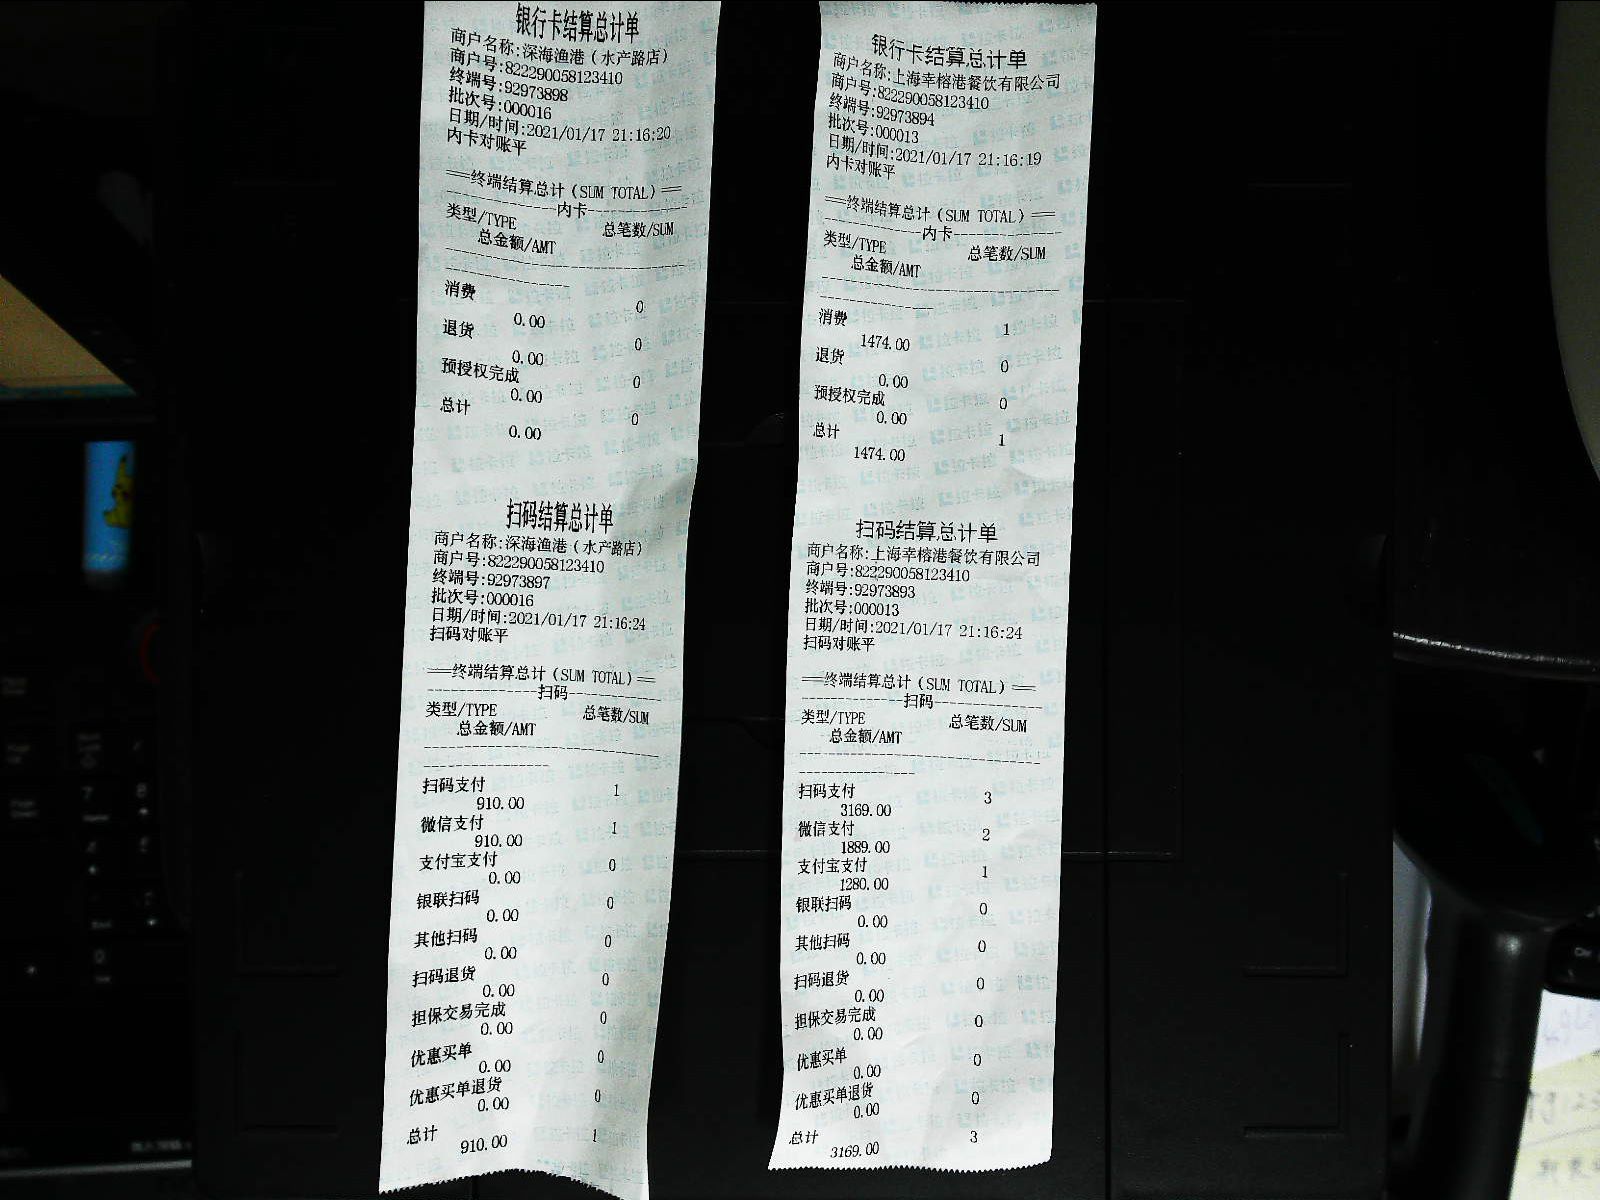 银行卡结算总计单
商户名称:深海渔港（水产路店）
商户号:822290058123410
终端号:92973898
批次号:000016
日期/时间:2021/01/17 21:16:20
内卡对账平
===终端结算总计（SUM TOTAL）===
内卡
类型/TYPE 总笔数/SUM
总金额/AMT
消费 0
0.00
退货 0
0.00
预授权完成 0
0.00
总计 0
0.00
扫码结算总计单
商户名称:深海渔港（水产路店）
商户号:822290058123410
终端号:92973897
批次号:000016
日期/时间:2021/01/17 21:16:24
扫码对账平
===终端结算总计（SUM TOTAL）===
扫码
类型/TYPE 总笔数/SUM
总金额/AMT
扫码支付 1
910.00
微信支付 1
910.00
支付宝支付 0
0.00
银联扫码 0
0.00
其他扫码 0
0.00
扫码退货 0
0.00
担保交易完成 0
0.00
优惠买单 0
0.00
优惠买单退货 0
0.00
总计 1
910.00
银行卡结算总计单
商户名称:上海幸榕港餐饮有限公司
商户号:822290058123410
终端号:92973894
批次号:000013
日期/时间:2021/01/17 21:16:19
内卡对账平
===终端结算总计（SUM TOTAL）===
内卡
类型/TYPE 总笔数/SUM
总金额/AMT
消费 1
1474.00
退货 0
0.00
预授权完成 0
0.00
总计 1
1474.00
扫码结算总计单
商户名称:上海幸榕港餐饮有限公司
商户号:822290058123410
终端号:92973893
批次号:000013
日期/时间:2021/01/17 21:16:24
扫码对账平
===终端结算总计（SUM TOTAL）===
扫码
类型/TYPE 总笔数/SUM
总金额/AMT
扫码支付 3
3169.00
微信支付 2
1889.00
支付宝支付 1
1280.00
银联扫码 0
0.00
其他扫码 0
0.00
扫码退货 0
0.00
担保交易完成 0
0.00
优惠买单 0
0.00
优惠买单退货 0
0.00
总计 3
3169.00